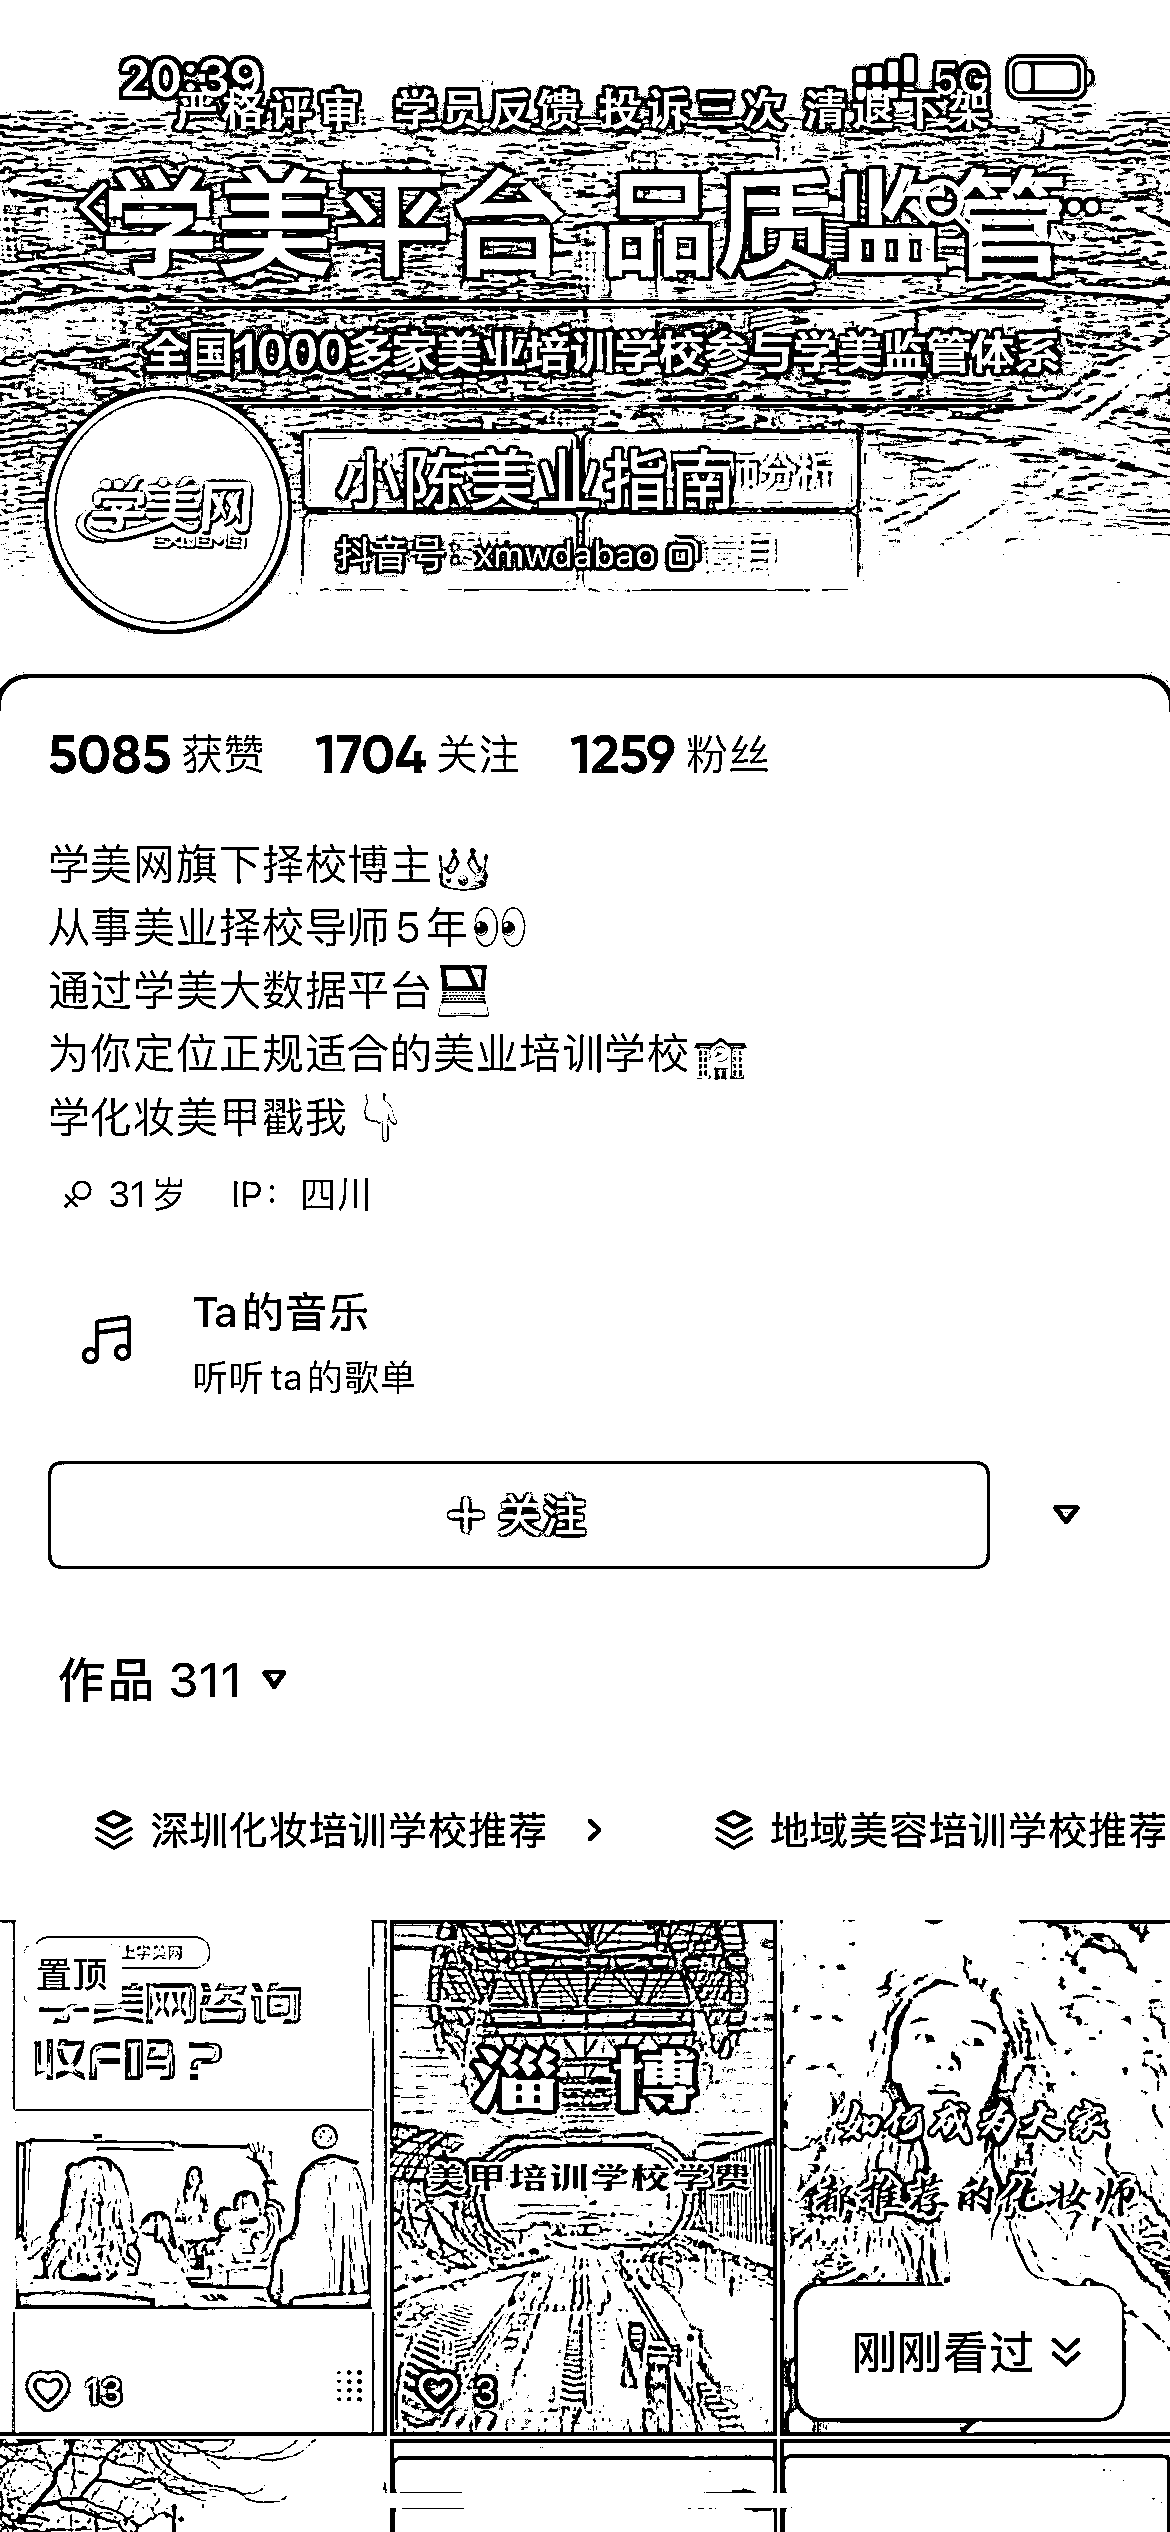 20:39
5G
严格评审 学员反馈 投诉三次 清退下架
学美平台 品质监管
全国1000多家美业培训学校参与学美监管体系
学美网
小陈美业指南
分析
抖音号：xmwdabao
5085 获赞 1704 关注 1259 粉丝
学美网旗下择校博主👑
从事美业择校导师5年👀
通过学美大数据平台💻
为你定位正规适合的美业培训学校🏫
学化妆美甲戳我👇
31岁 IP：四川
Ta的音乐
听听ta的歌单
关注
作品 311
深圳化妆培训学校推荐
地域美容培训学校推荐
置顶
上学美网
学美网咨询
收F吗？
13
淄博
美甲培训学校学费
3
如何成为大家
都推荐的化妆师
刚刚看过